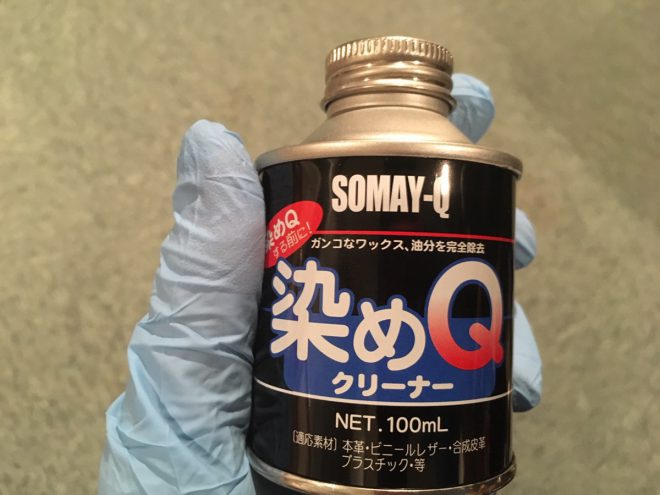 SOMAY-Q
染めQ
する前に!
ガンコなワックス、油分を完全除去
染めQ
クリーナー
NET.100mL
〔適応素材〕本革・ビニールレザー・合成皮革
プラスチック・等